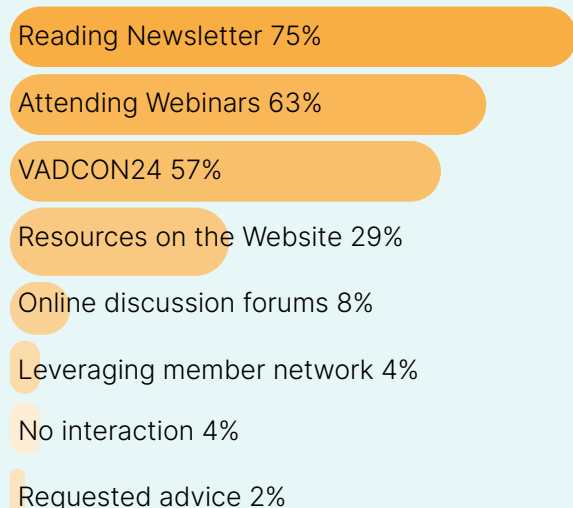 Reading Newsletter 75%
Attending Webinars 63%
VADCON24 57%
Resources on the Website 29%
Online discussion forums 8%
Leveraging member network 4%
No interaction 4%
Requested advice 2%